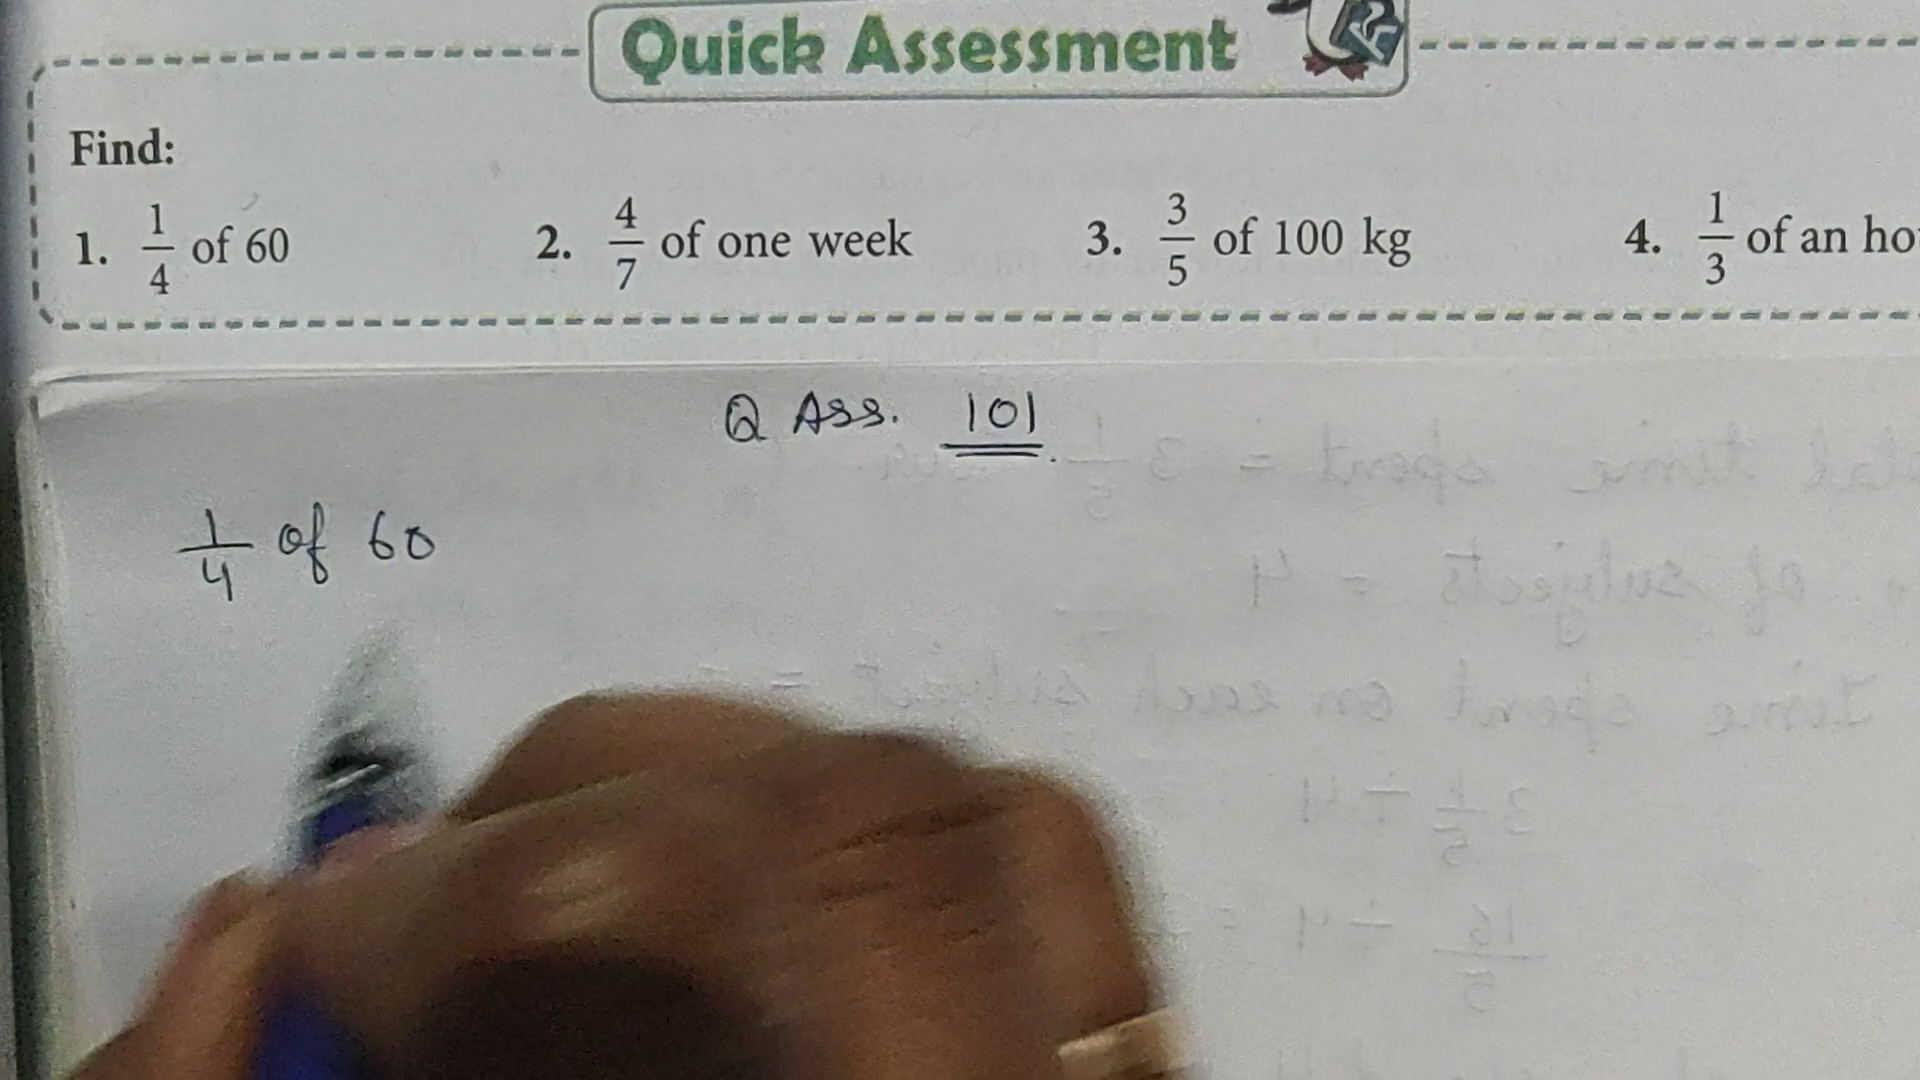 Quick Assessment
Find:
1. 1/4 of 60 2. 4/7 of one week 3. 3/5 of 100 kg 4. 1/3 of an
Q Ass. 101
1/4 of 60